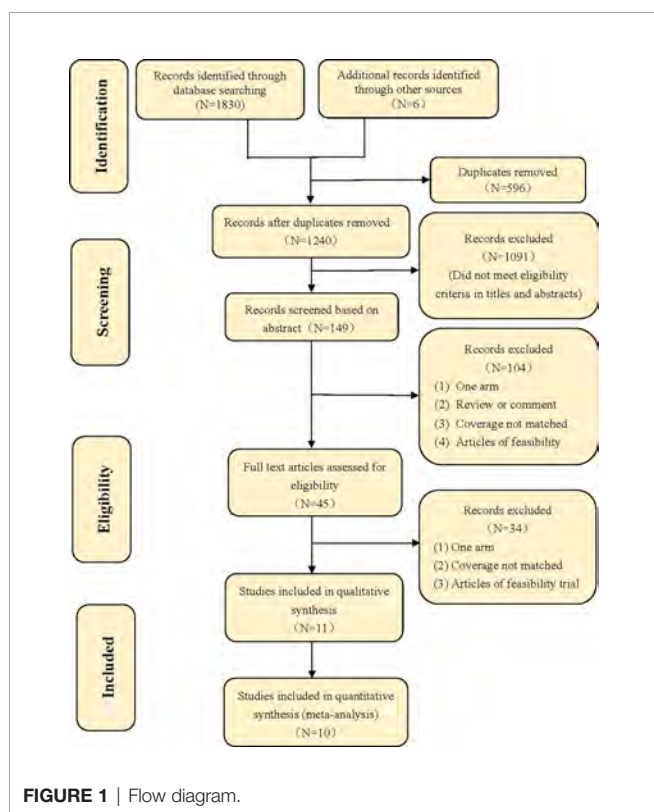 Identification
Records identified through
database searching
(N=1830)
Additional records identified
through other sources
(N=6)
Duplicates removed
(N=596)
Records after duplicates removed
(N=1240)
Screening
Records excluded
(N=1091)
(Did not meet eligibility
criteria in titles and abstracts)
Records screened based on
abstract (N=149)
Records excluded
(N=104)
(1) One arm
(2) Review or comment
(3) Coverage not matched
(4) Articles of feasibility
Eligibility
Full text articles assessed for
eligibility
(N=45)
Records excluded
(N=34)
(1) One arm
(2) Coverage not matched
(3) Articles of feasibility trial
Studies included in qualitative
synthesis
(N=11)
Included
Studies included in quantitative
synthesis (meta-analysis)
(N=10)
FIGURE 1 | Flow diagram.